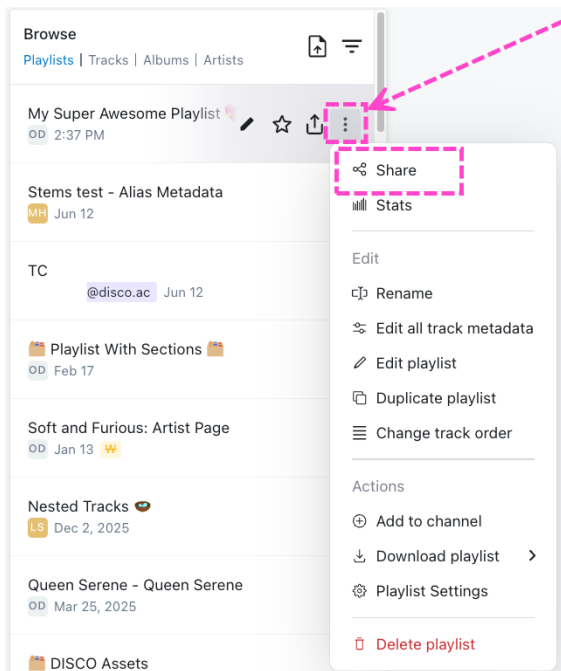 Browse
Playlists | Tracks | Albums | Artists
My Super Awesome Playlist
OD 2:37 PM
Stems test - Alias Metadata
MH Jun 12
TC
@disco.ac Jun 12
🗂️ Playlist With Sections 🗂️
OD Feb 17
Soft and Furious: Artist Page
OD Jan 13 ₩
Nested Tracks 🪺
LS Dec 2, 2025
Queen Serene - Queen Serene
OD Mar 25, 2025
🗂️ DISCO Assets
Share
Stats
Edit
Rename
Edit all track metadata
Edit playlist
Duplicate playlist
Change track order
Actions
Add to channel
Download playlist
Playlist Settings
Delete playlist